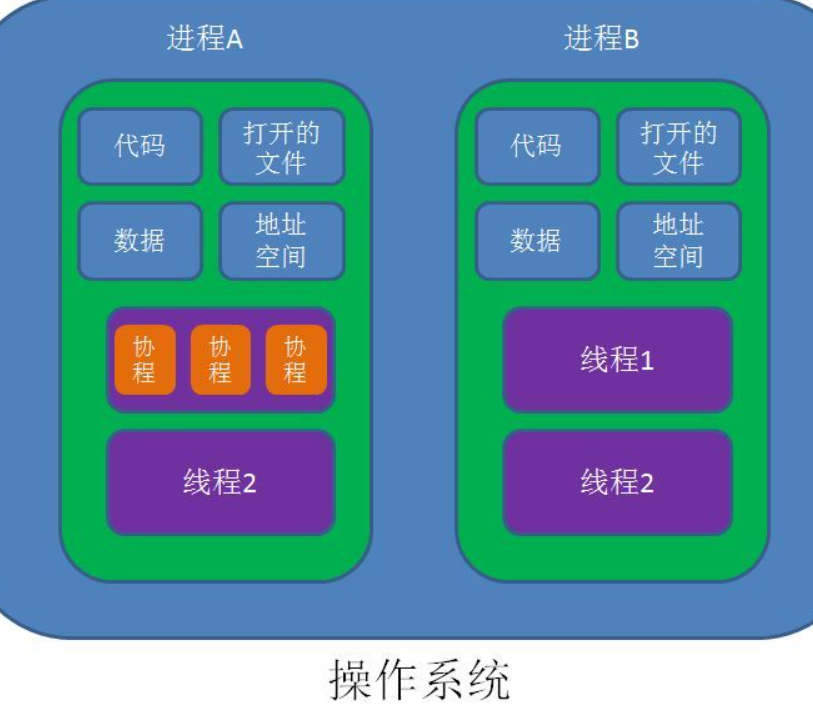 进程A
进程B
代码
打开的
文件
代码
打开的
文件
数据
地址
空间
数据
地址
空间
协
程
协
程
协
程
线程1
线程2
线程2
操作系统